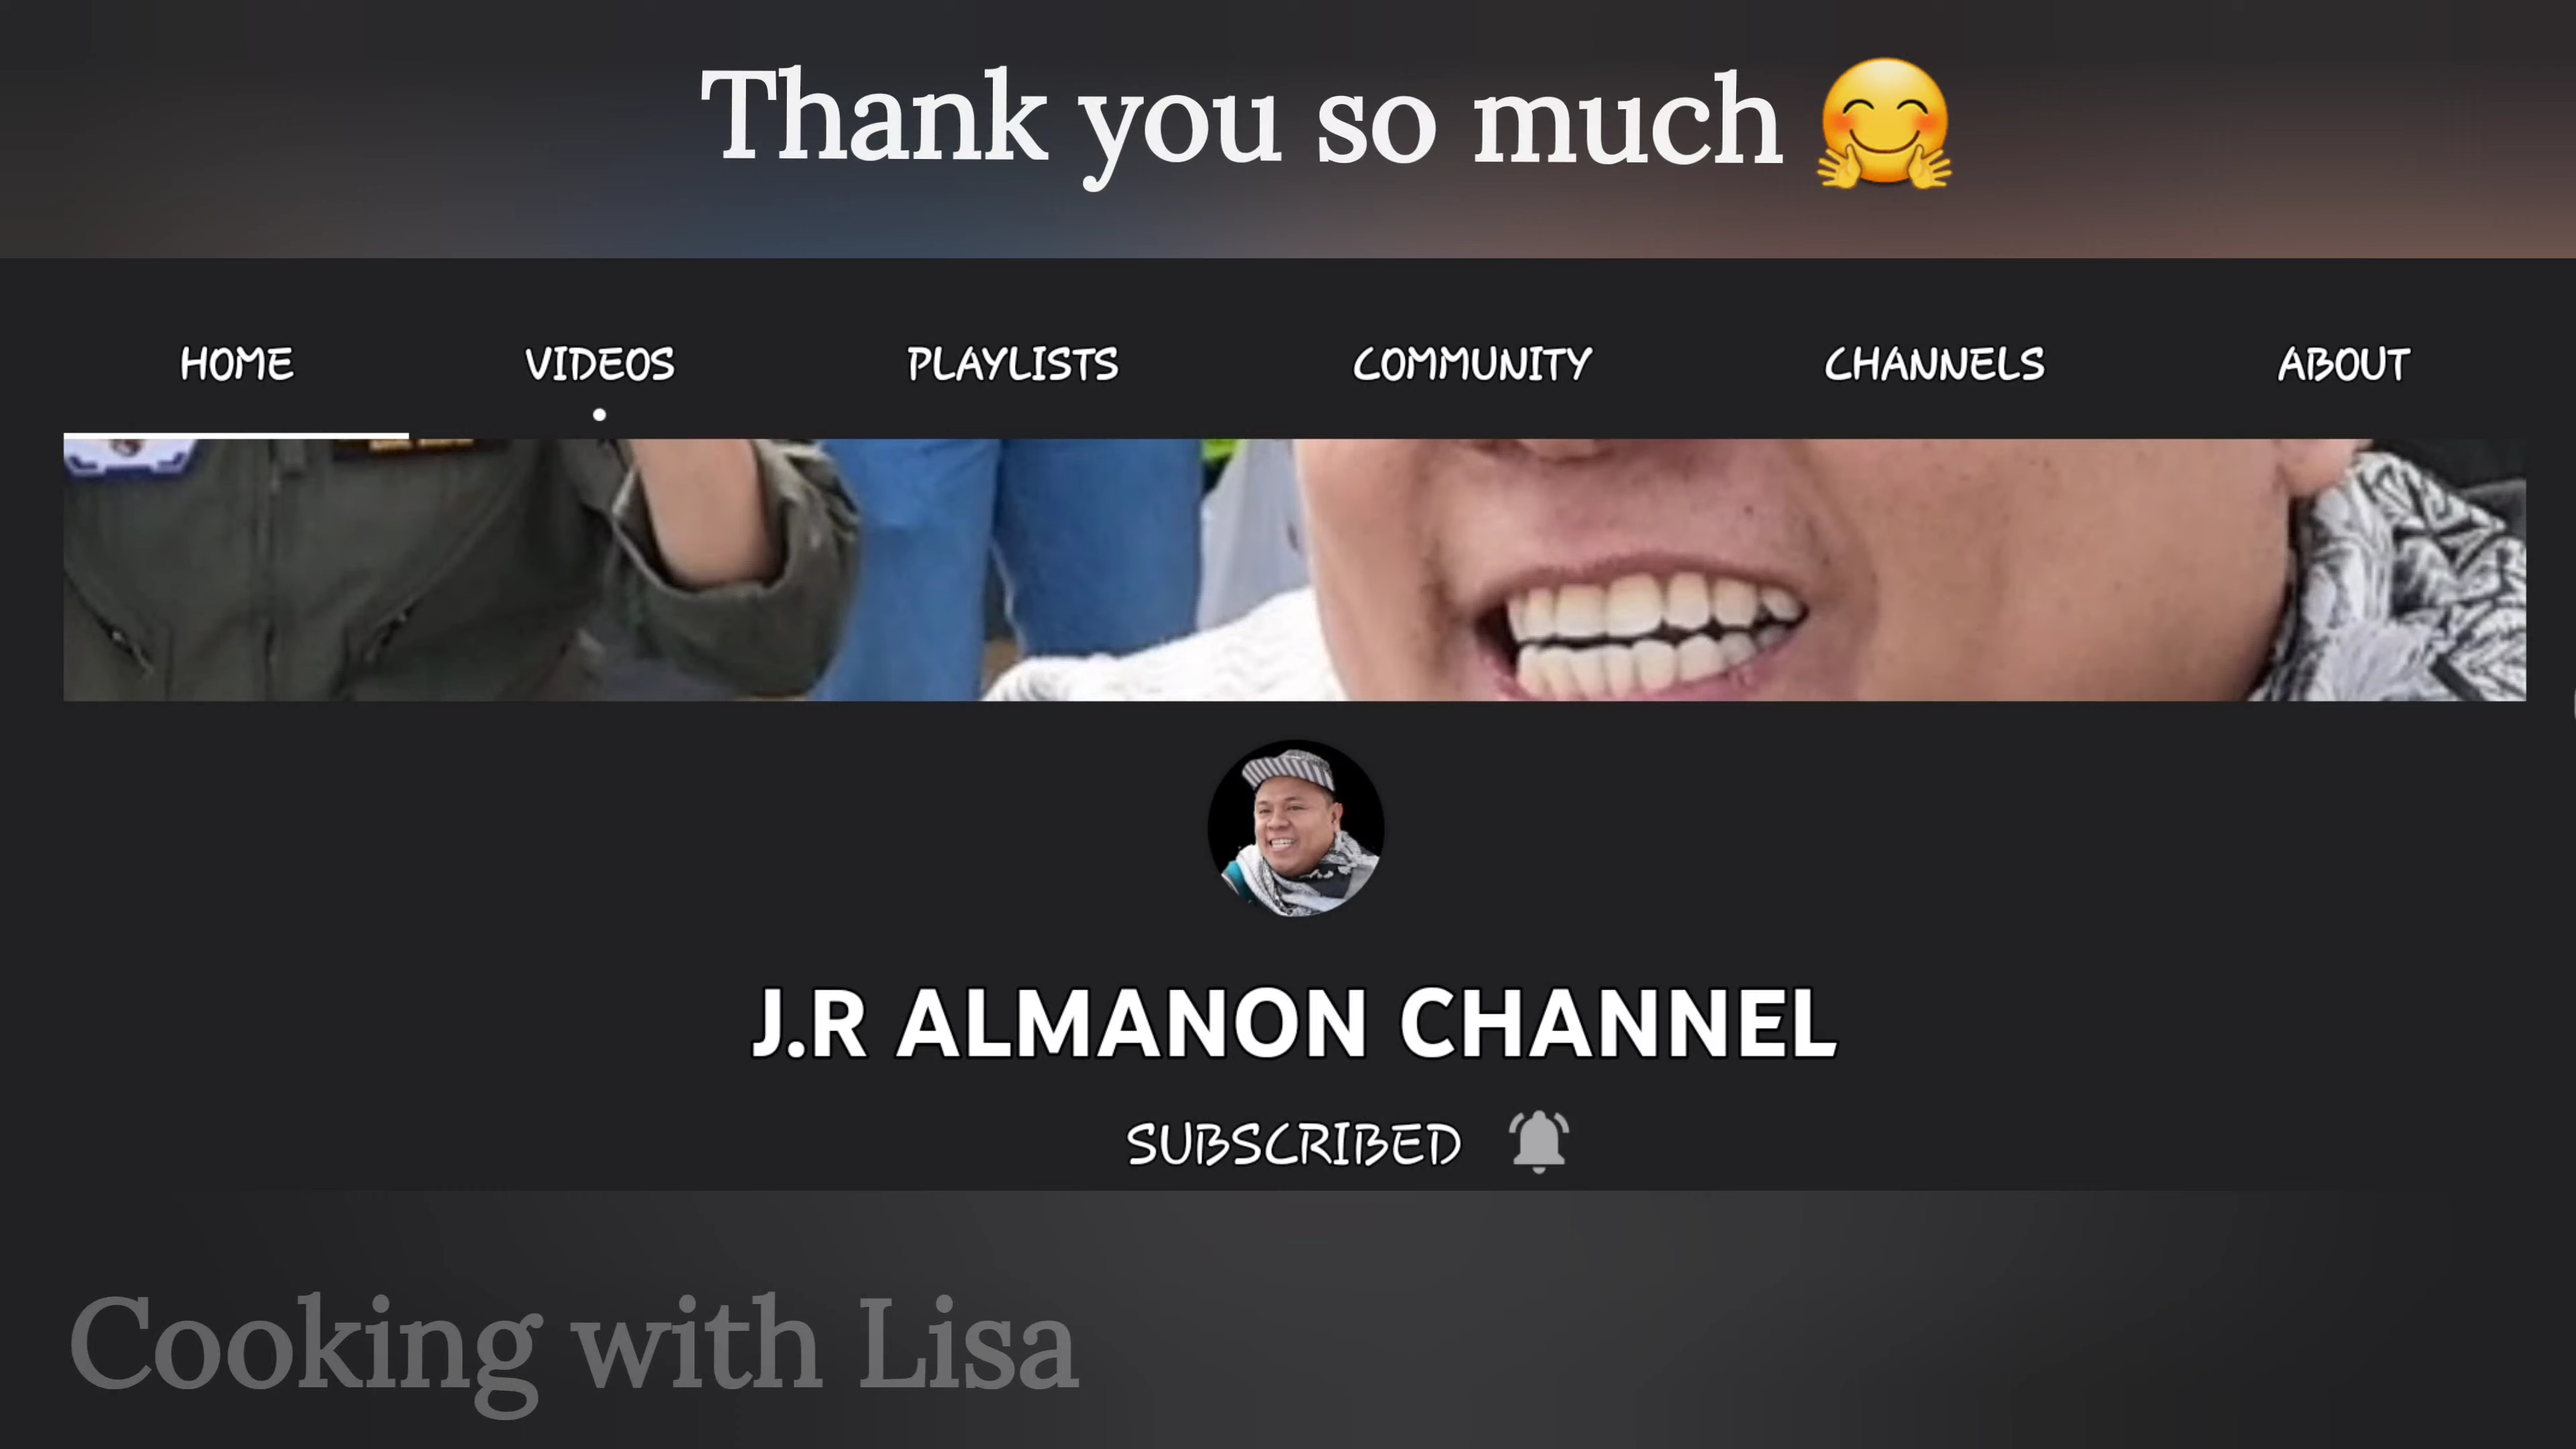 Thank you so much 🤗
HOME VIDEOS PLAYLISTS COMMUNITY CHANNELS ABOUT
J.R ALMANON CHANNEL
SUBSCRIBED
Cooking with Lisa